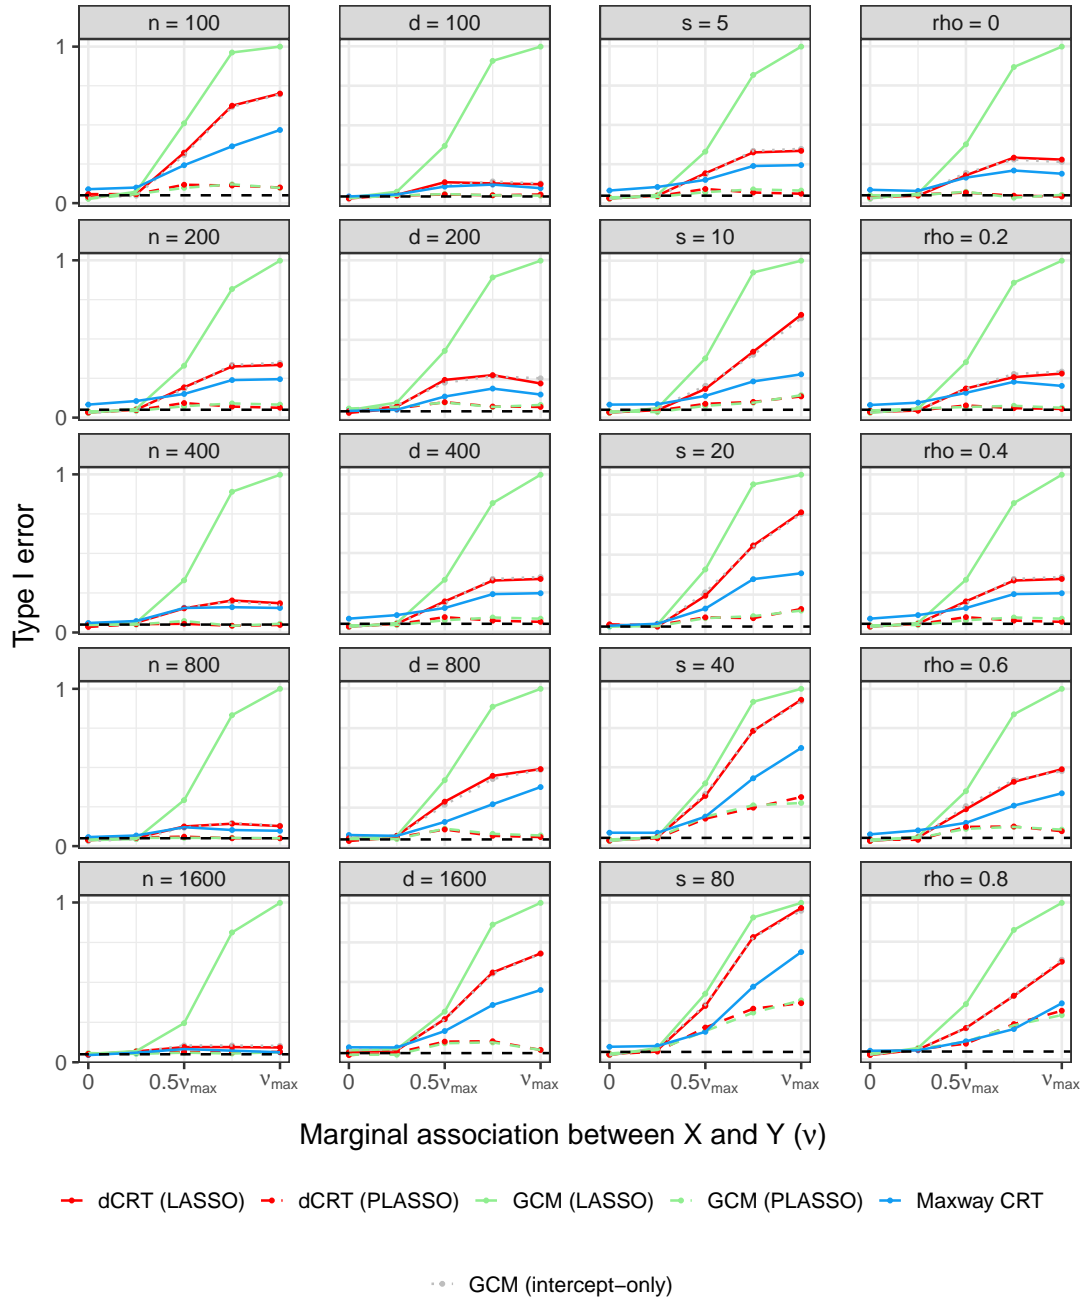 n = 100 d = 100 s = 5 rho = 0
1
0
n = 200 d = 200 s = 10 rho = 0.2
1
0
n = 400 d = 400 s = 20 rho = 0.4
1
0
n = 800 d = 800 s = 40 rho = 0.6
1
0
n = 1600 d = 1600 s = 80 rho = 0.8
1
0
0 0.5νmax νmax 0 0.5νmax νmax 0 0.5νmax νmax 0 0.5νmax νmax
Type I error
Marginal association between X and Y (ν)
dCRT (LASSO) dCRT (PLASSO) GCM (LASSO) GCM (PLASSO) Maxway CRT
GCM (intercept−only)